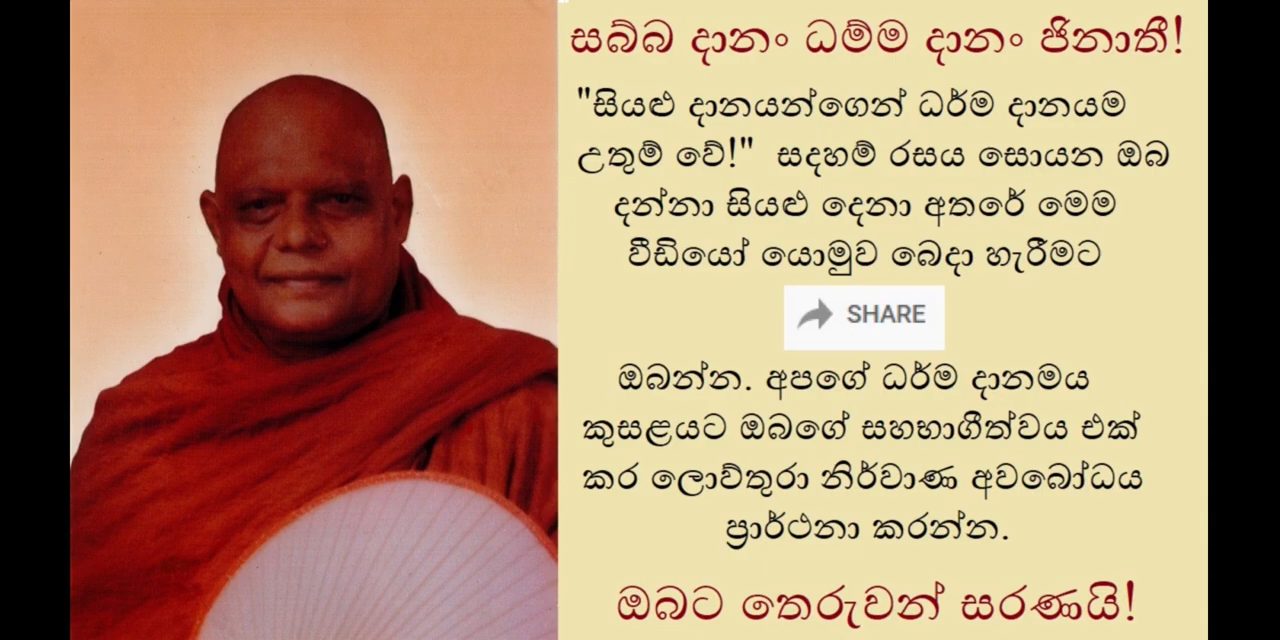 සබ්බ දානං ධම්ම දානං ජිනාතී!
"සියළු දානයන්ගෙන් ධර්ම දානයම
උතුම් වේ!" සදහම් රසය සොයන ඔබ
දන්නා සියළු දෙනා අතරේ මෙම
වීඩියෝ යොමුව බෙදා හැරීමට
SHARE
ඔබන්න. අපගේ ධර්ම දානමය
කුසළයට ඔබගේ සහභාගීත්වය එක්
කර ලොව්තුරා නිර්වාණ අවබෝධය
ප්‍රාර්ථනා කරන්න.
ඔබට තෙරුවන් සරණයි!